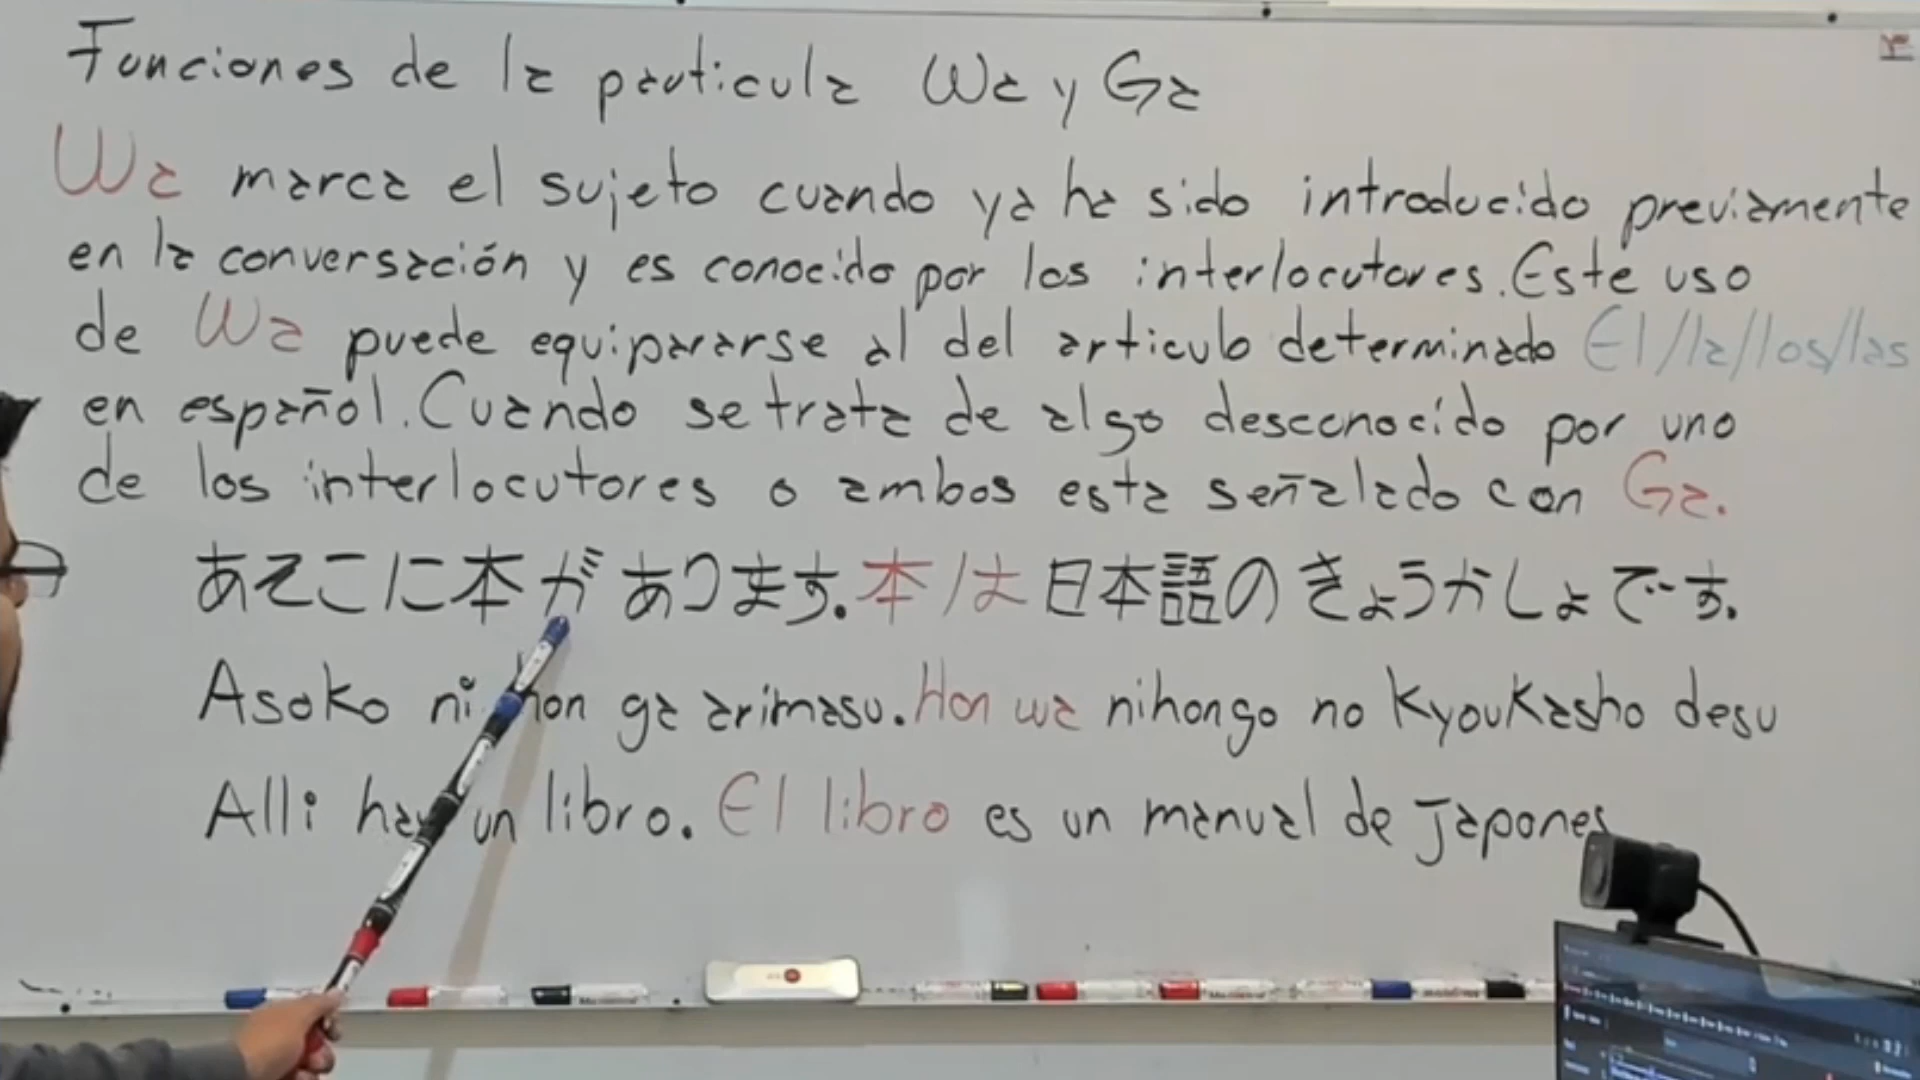 Funciones de la particula Wa y Ga
Wa marca el sujeto cuando ya ha sido introducido previamente
en la conversación y es conocido por los interlocutores. Este uso
de Wa puede equipararse al del articulo determinado El/la/los/las
en español. Cuando se trata de algo desconocido por uno
de los interlocutores o ambos esta señalado con Ga.
あそこに本があります.本は日本語のきょうかしょです.
Asoko ni hon ga arimasu. Hon wa nihongo no Kyoukasho desu
Alli hay un libro. El libro es un manual de Japones